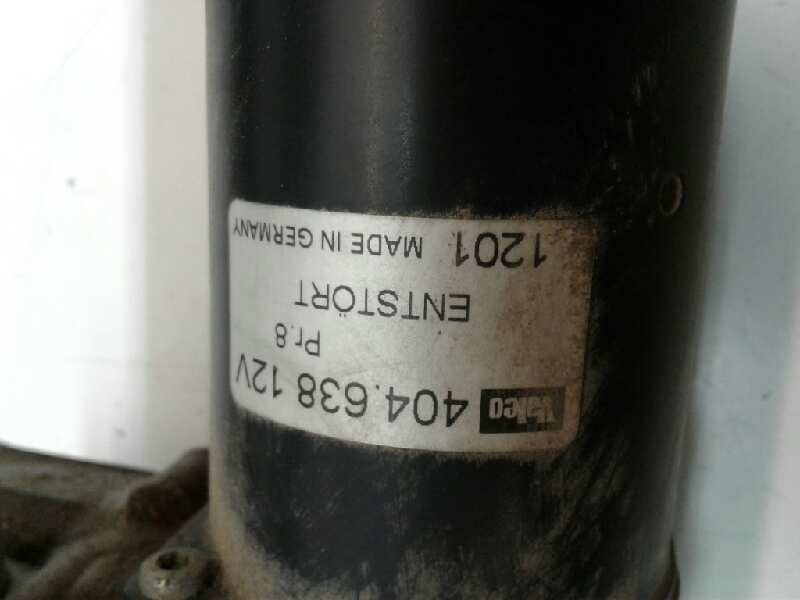 Valeo 404.638 12V
Pr.8
ENTSTÖRT
1201 MADE IN GERMANY